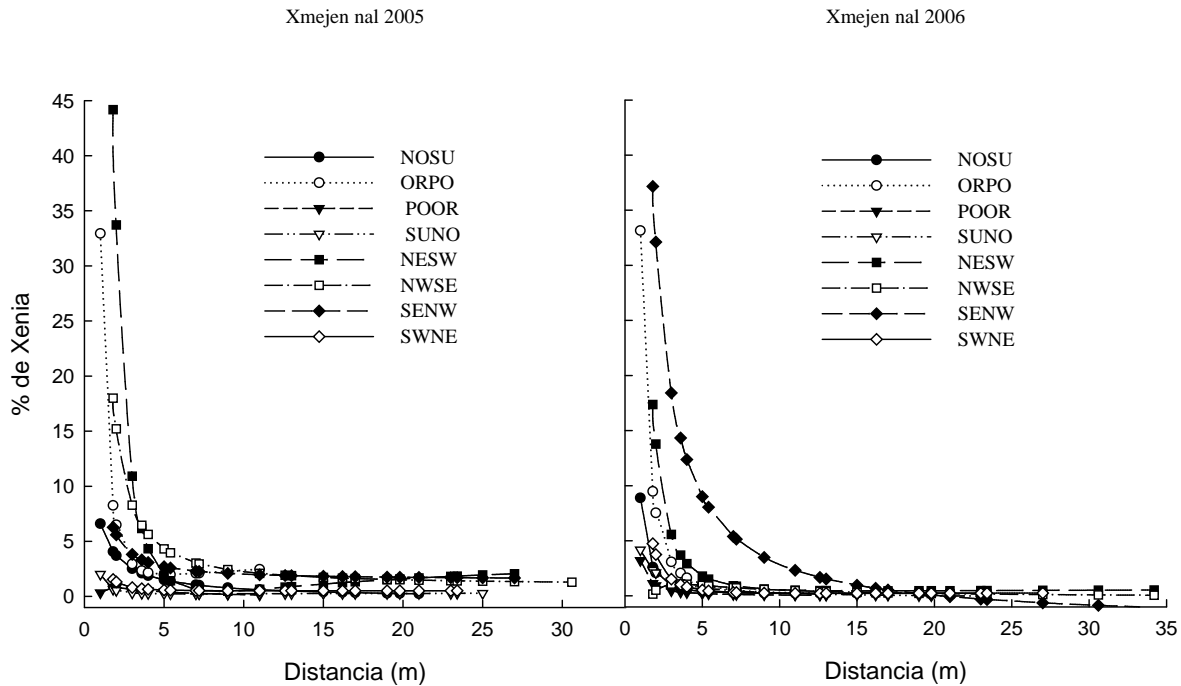 Xmejen nal 2005
Xmejen nal 2006
% de Xenia
45
40
35
30
25
20
15
10
5
0
NOSU
ORPO
POOR
SUNO
NESW
NWSE
SENW
SWNE
0 5 10 15 20 25 30
Distancia (m)
NOSU
ORPO
POOR
SUNO
NESW
NWSE
SENW
SWNE
0 5 10 15 20 25 30 35
Distancia (m)